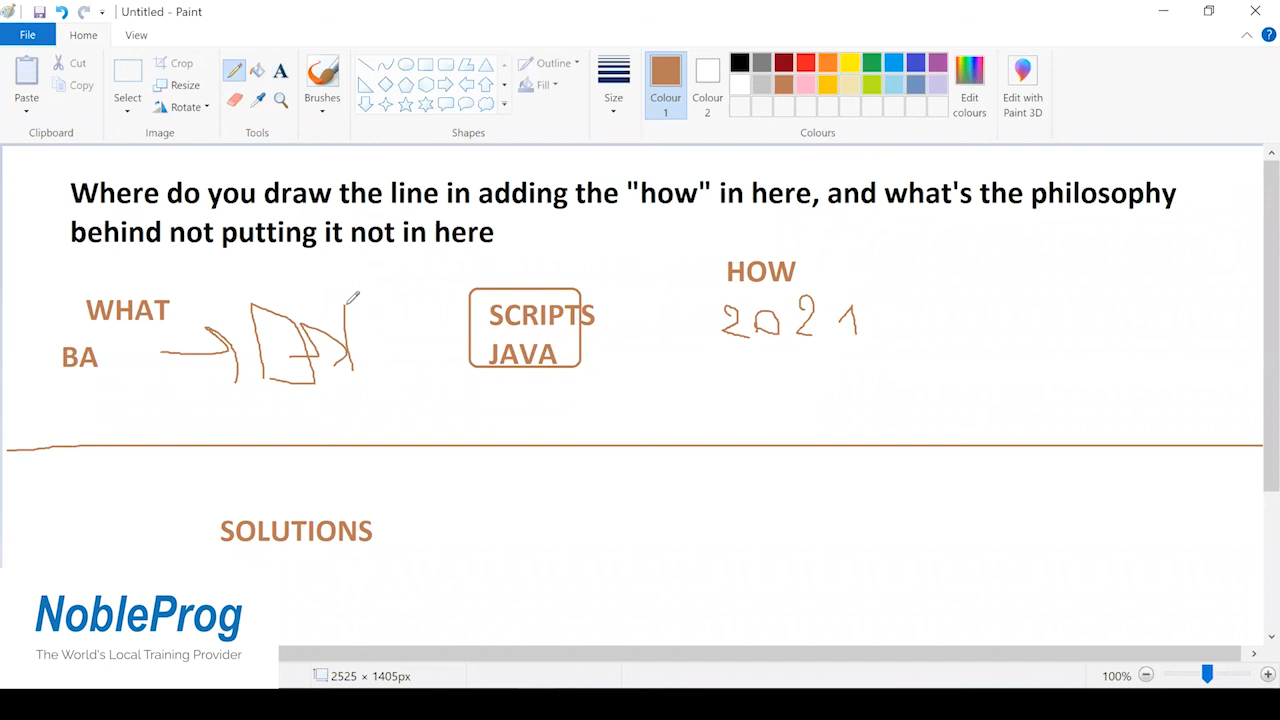 Untitled - Paint
File
Home
View
Paste
Cut
Copy
Clipboard
Select
Crop
Resize
Rotate
Image
Tools
Brushes
Shapes
Outline
Fill
Size
Colour 1
Colour 2
Colours
Edit colours
Edit with Paint 3D
Where do you draw the line in adding the "how" in here, and what's the philosophy
behind not putting it not in here
HOW
WHAT
SCRIPTS
2021
BA
JAVA
SOLUTIONS
NobleProg
The World's Local Training Provider
2525 × 1405px
100%